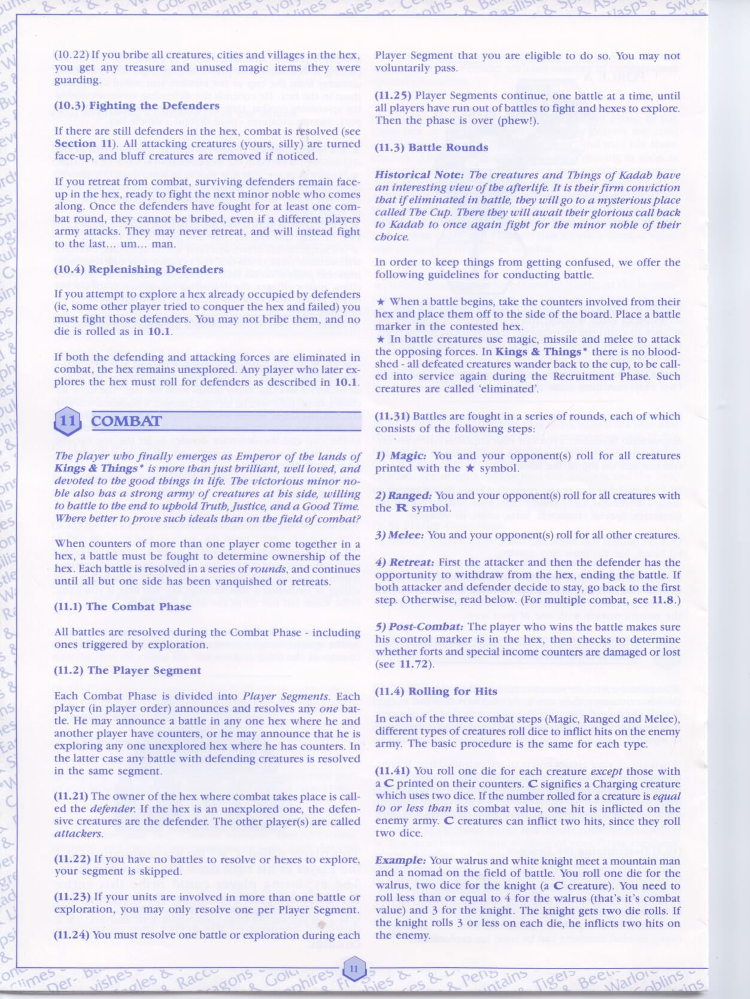 (10.22) If you bribe all creatures, cities and villages in the hex,
you get any treasure and unused magic items they were
guarding.
(10.3) Fighting the Defenders
If there are still defenders in the hex, combat is resolved (see
Section 11). All attacking creatures (yours, silly) are turned
face-up, and bluff creatures are removed if noticed.
If you retreat from combat, surviving defenders remain face-
up in the hex, ready to fight the next minor noble who comes
along. Once the defenders have fought for at least one com-
bat round, they cannot be bribed, even if a different players
army attacks. They may never retreat, and will instead fight
to the last... um... man.
(10.4) Replenishing Defenders
If you attempt to explore a hex already occupied by defenders
(ie, some other player tried to conquer the hex and failed) you
must fight those defenders. You may not bribe them, and no
die is rolled as in 10.1.
If both the defending and attacking forces are eliminated in
combat, the hex remains unexplored. Any player who later ex-
plores the hex must roll for defenders as described in 10.1.
11 COMBAT
The player who finally emerges as Emperor of the lands of
Kings & Things* is more than just brilliant, well loved, and
devoted to the good things in life. The victorious minor no-
ble also has a strong army of creatures at his side, willing
to battle to the end to uphold Truth, Justice, and a Good Time.
Where better to prove such ideals than on the field of combat?
When counters of more than one player come together in a
hex, a battle must be fought to determine ownership of the
hex. Each battle is resolved in a series of rounds, and continues
until all but one side has been vanquished or retreats.
(11.1) The Combat Phase
All battles are resolved during the Combat Phase - including
ones triggered by exploration.
(11.2) The Player Segment
Each Combat Phase is divided into Player Segments. Each
player (in player order) announces and resolves any one bat-
tle. He may announce a battle in any one hex where he and
another player have counters, or he may announce that he is
exploring any one unexplored hex where he has counters. In
the latter case any battle with defending creatures is resolved
in the same segment.
(11.21) The owner of the hex where combat takes place is call-
ed the defender. If the hex is an unexplored one, the defen-
sive creatures are the defender. The other player(s) are called
attackers.
(11.22) If you have no battles to resolve or hexes to explore,
your segment is skipped.
(11.23) If your units are involved in more than one battle or
exploration, you may only resolve one per Player Segment.
(11.24) You must resolve one battle or exploration during each
Player Segment that you are eligible to do so. You may not
voluntarily pass.
(11.25) Player Segments continue, one battle at a time, until
all players have run out of battles to fight and hexes to explore.
Then the phase is over (phew!).
(11.3) Battle Rounds
Historical Note: The creatures and Things of Kadab have
an interesting view of the afterlife. It is their firm conviction
that if eliminated in battle, they will go to a mysterious place
called The Cup. There they will await their glorious call back
to Kadab to once again fight for the minor noble of their
choice.
In order to keep things from getting confused, we offer the
following guidelines for conducting battle.
★ When a battle begins, take the counters involved from their
hex and place them off to the side of the board. Place a battle
marker in the contested hex.
★ In battle creatures use magic, missile and melee to attack
the opposing forces. In Kings & Things* there is no blood-
shed - all defeated creatures wander back to the cup, to be call-
ed into service again during the Recruitment Phase. Such
creatures are called 'eliminated'.
(11.31) Battles are fought in a series of rounds, each of which
consists of the following steps:
1) Magic: You and your opponent(s) roll for all creatures
printed with the ★ symbol.
2) Ranged: You and your opponent(s) roll for all creatures with
the R symbol.
3) Melee: You and your opponent(s) roll for all other creatures.
4) Retreat: First the attacker and then the defender has the
opportunity to withdraw from the hex, ending the battle. If
both attacker and defender decide to stay, go back to the first
step. Otherwise, read below. (For multiple combat, see 11.8.)
5) Post-Combat: The player who wins the battle makes sure
his control marker is in the hex, then checks to determine
whether forts and special income counters are damaged or lost
(see 11.72).
(11.4) Rolling for Hits
In each of the three combat steps (Magic, Ranged and Melee),
different types of creatures roll dice to inflict hits on the enemy
army. The basic procedure is the same for each type.
(11.41) You roll one die for each creature except those with
a C printed on their counters. C signifies a Charging creature
which uses two dice. If the number rolled for a creature is equal
to or less than its combat value, one hit is inflicted on the
enemy army. C creatures can inflict two hits, since they roll
two dice.
Example: Your walrus and white knight meet a mountain man
and a nomad on the field of battle. You roll one die for the
walrus, two dice for the knight (a C creature). You need to
roll less than or equal to 4 for the walrus (that's it's combat
value) and 3 for the knight. The knight gets two die rolls. If
the knight rolls 3 or less on each die, he inflicts two hits on
the enemy.
11